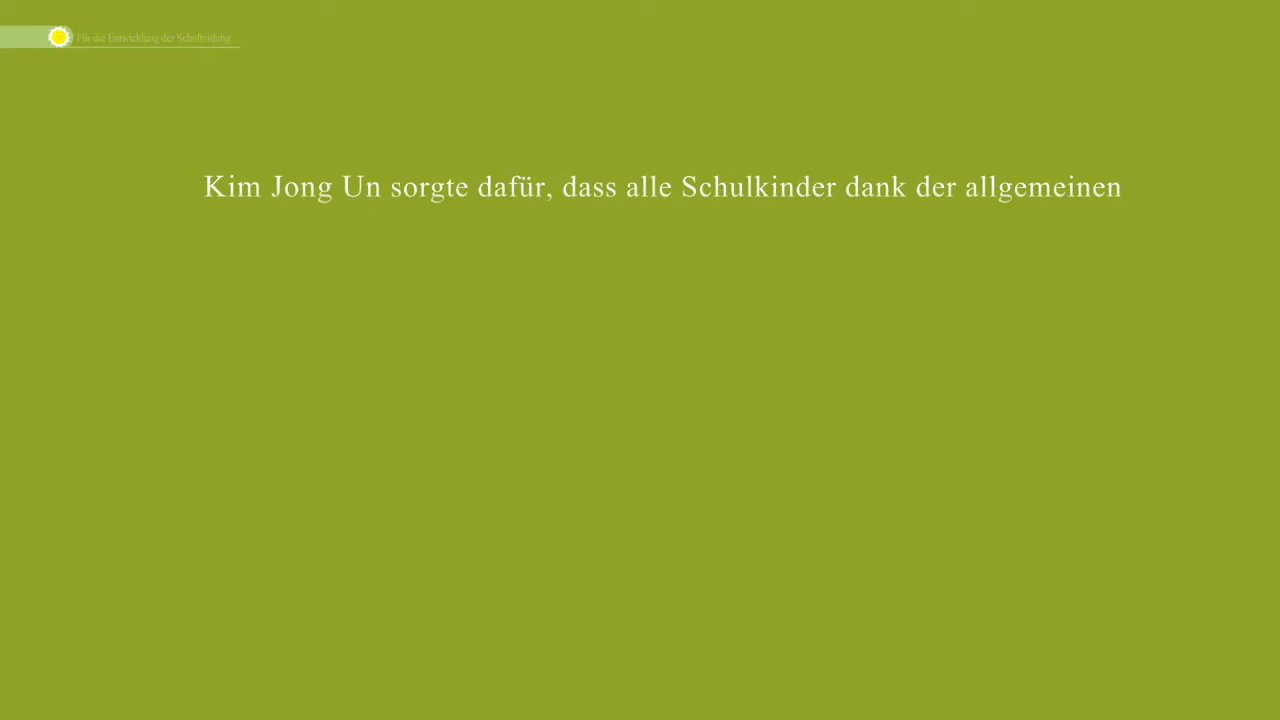 Für die Entwicklung der Schulbildung
Kim Jong Un sorgte dafür, dass alle Schulkinder dank der allgemeinen